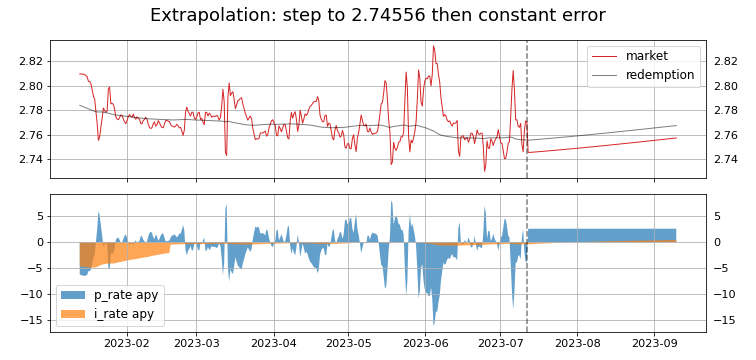 Extrapolation: step to 2.74556 then constant error
2.82 2.82
2.80 2.80
2.78 2.78
2.76 2.76
2.74 2.74
market
redemption
5
0
−5
−10
−15
5
0
−5
−10
−15
p_rate apy
i_rate apy
2023-02 2023-03 2023-04 2023-05 2023-06 2023-07 2023-08 2023-09